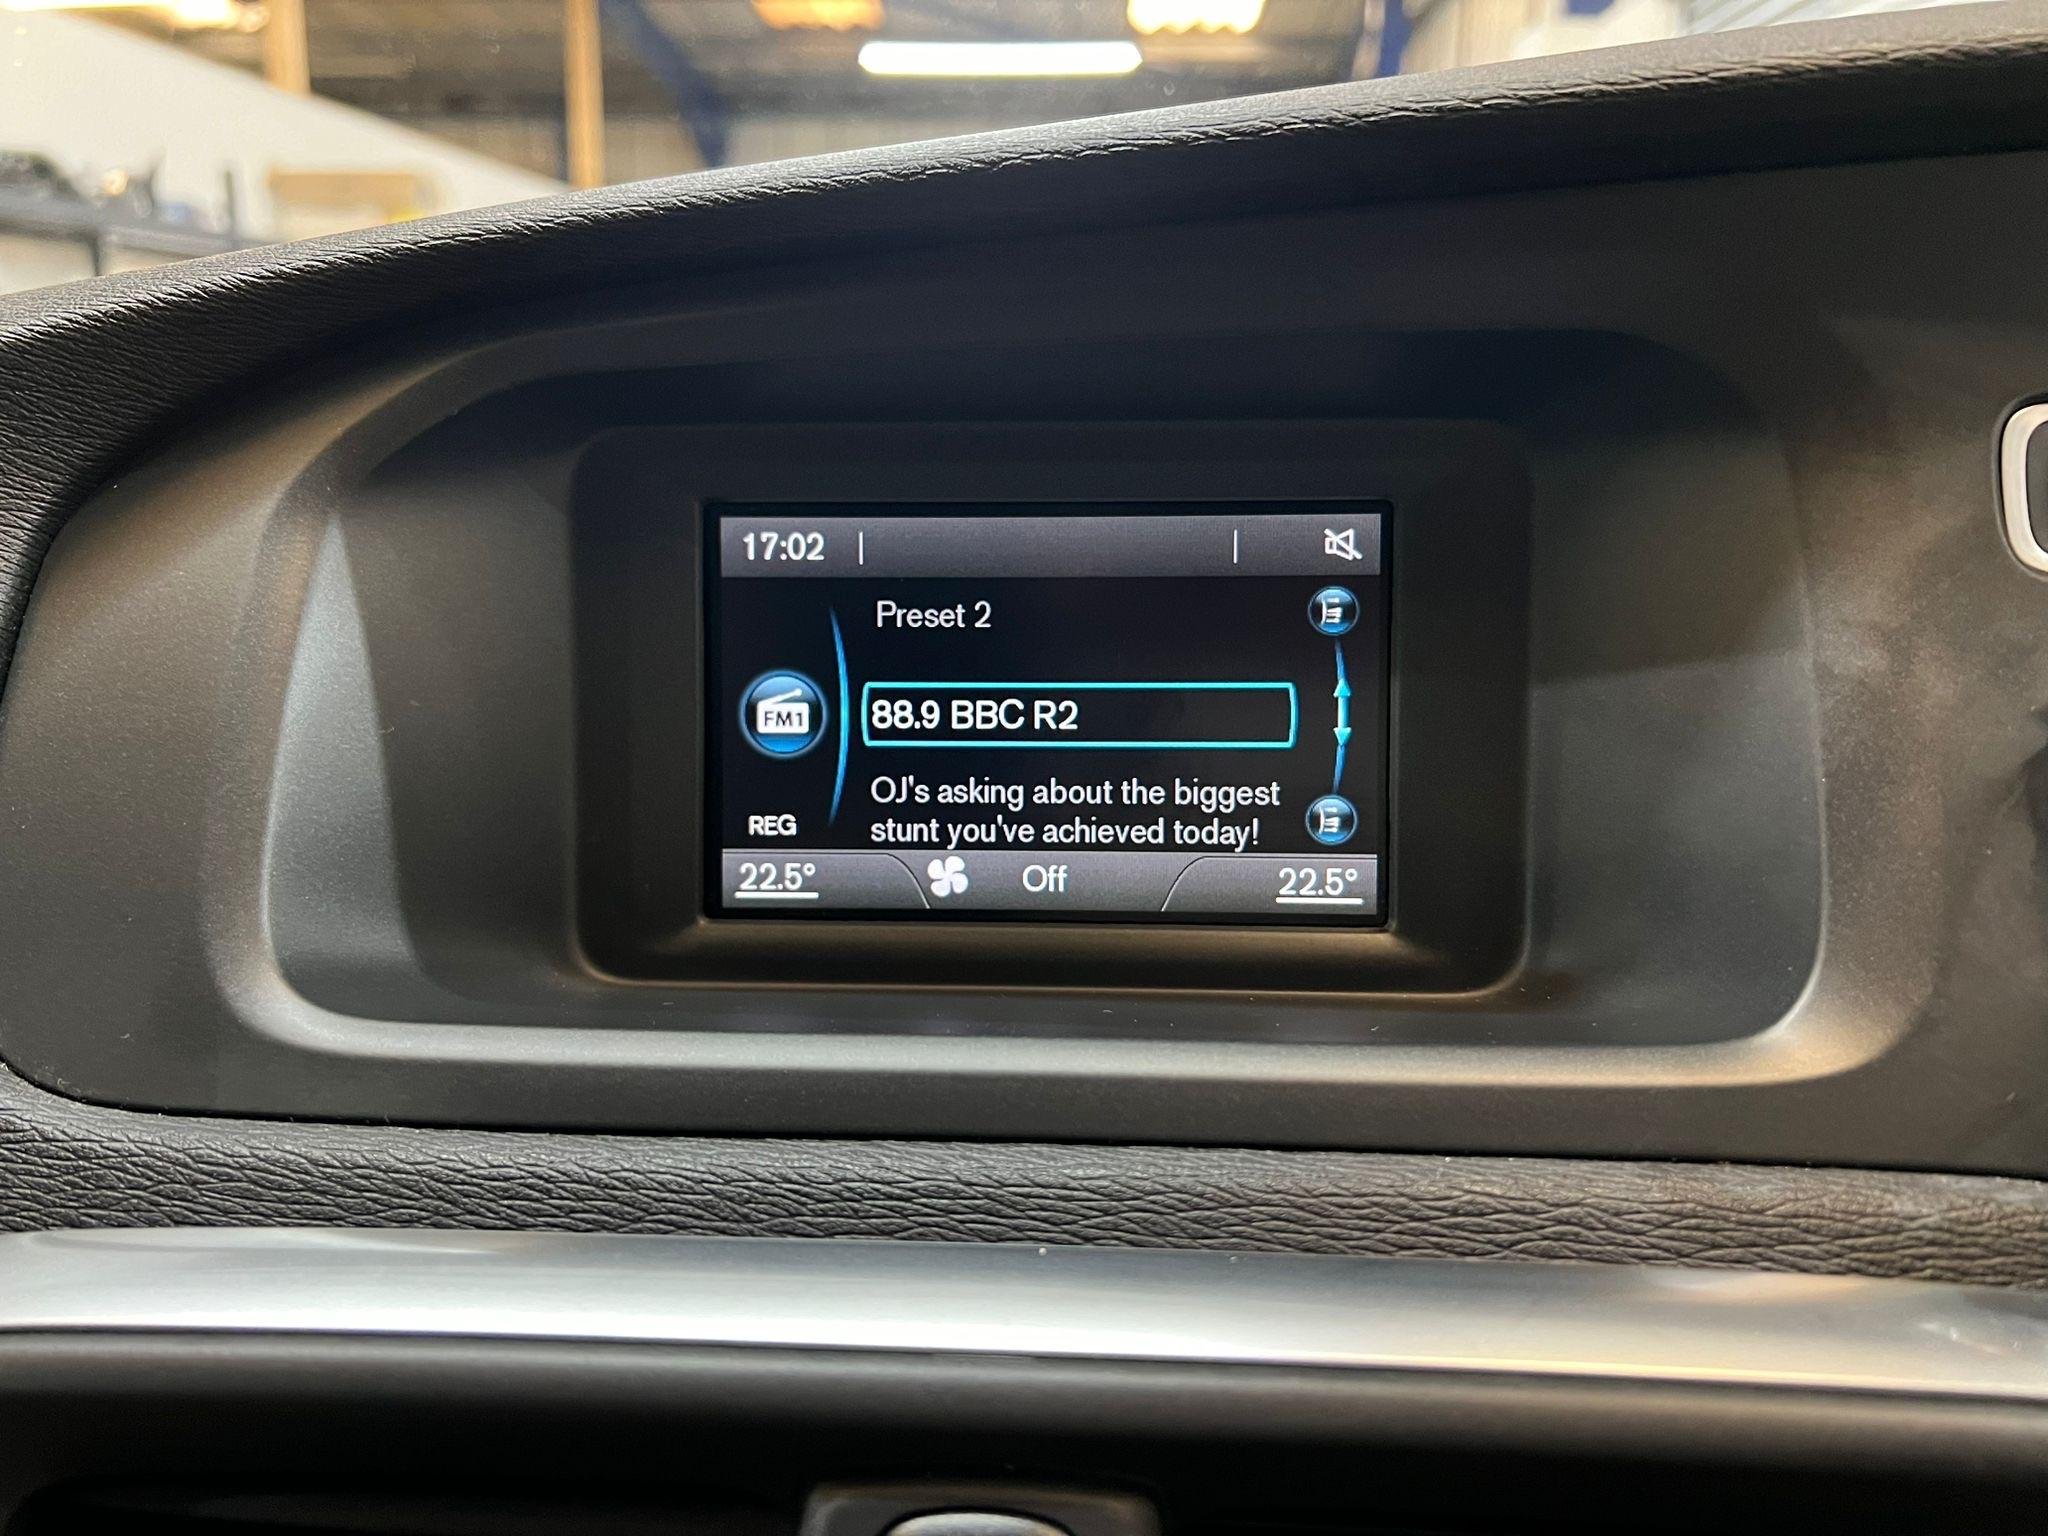 17:02
Preset 2
FM1
88.9 BBC R2
OJ's asking about the biggest
stunt you've achieved today!
REG
22.5° Off 22.5°